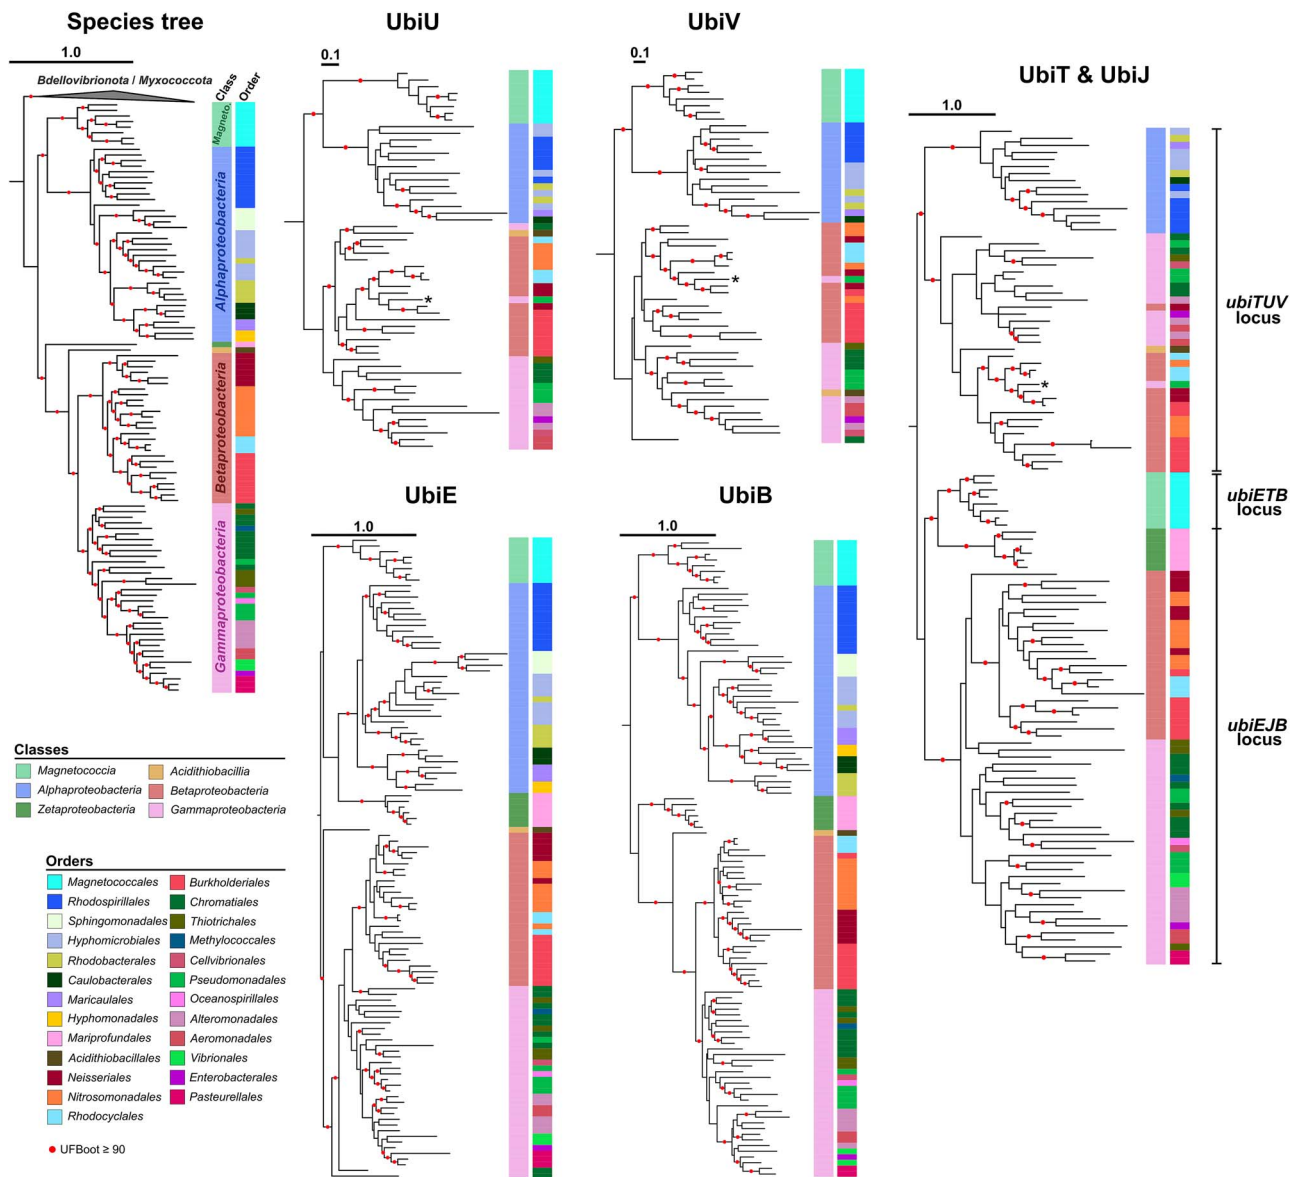 Species tree
1.0
Bdellovibrionota / Myxococcota
Class
Order
Magneto.
Alphaproteobacteria
Betaproteobacteria
Gammaproteobacteria
UbiU
0.1
*
UbiV
0.1
*
UbiT & UbiJ
1.0
*
ubiTUV
locus
ubiETB
locus
ubiEJB
locus
UbiE
1.0
UbiB
1.0
Classes
Magnetococcia
Alphaproteobacteria
Zetaproteobacteria
Acidithiobacillia
Betaproteobacteria
Gammaproteobacteria
Orders
Magnetococcales
Rhodospirillales
Sphingomonadales
Hyphomicrobiales
Rhodobacterales
Caulobacterales
Maricaulales
Hyphomonadales
Mariprofundales
Acidithiobacillales
Neisseriales
Nitrosomonadales
Rhodocyclales
Burkholderiales
Chromatiales
Thiotrichales
Methylococcales
Cellvibrionales
Pseudomonadales
Oceanospirillales
Alteromonadales
Aeromonadales
Vibrionales
Enterobacterales
Pasteurellales
UFBoot ≥ 90